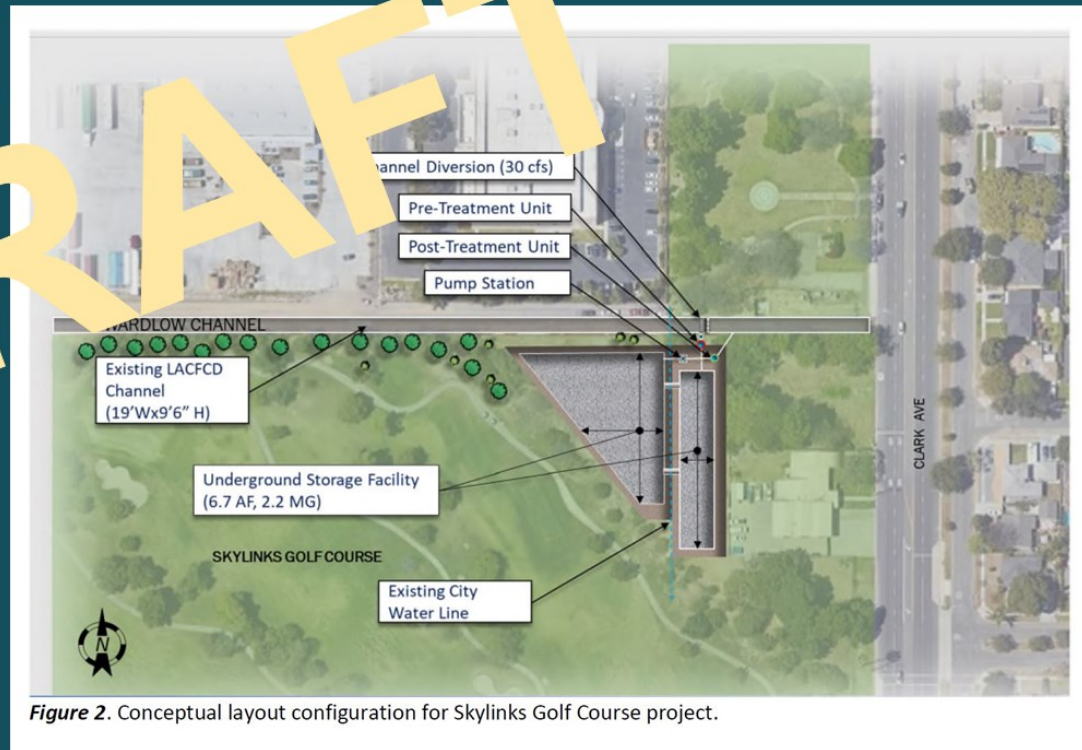 RAFT
hannel Diversion (30 cfs)
Pre-Treatment Unit
Post-Treatment Unit
Pump Station
WARDLOW CHANNEL
Existing LACFCD
Channel
(19'Wx9'6" H)
CLARK AVE
Underground Storage Facility
(6.7 AF, 2.2 MG)
SKYLINKS GOLF COURSE
Existing City
Water Line
N
Figure 2. Conceptual layout configuration for Skylinks Golf Course project.